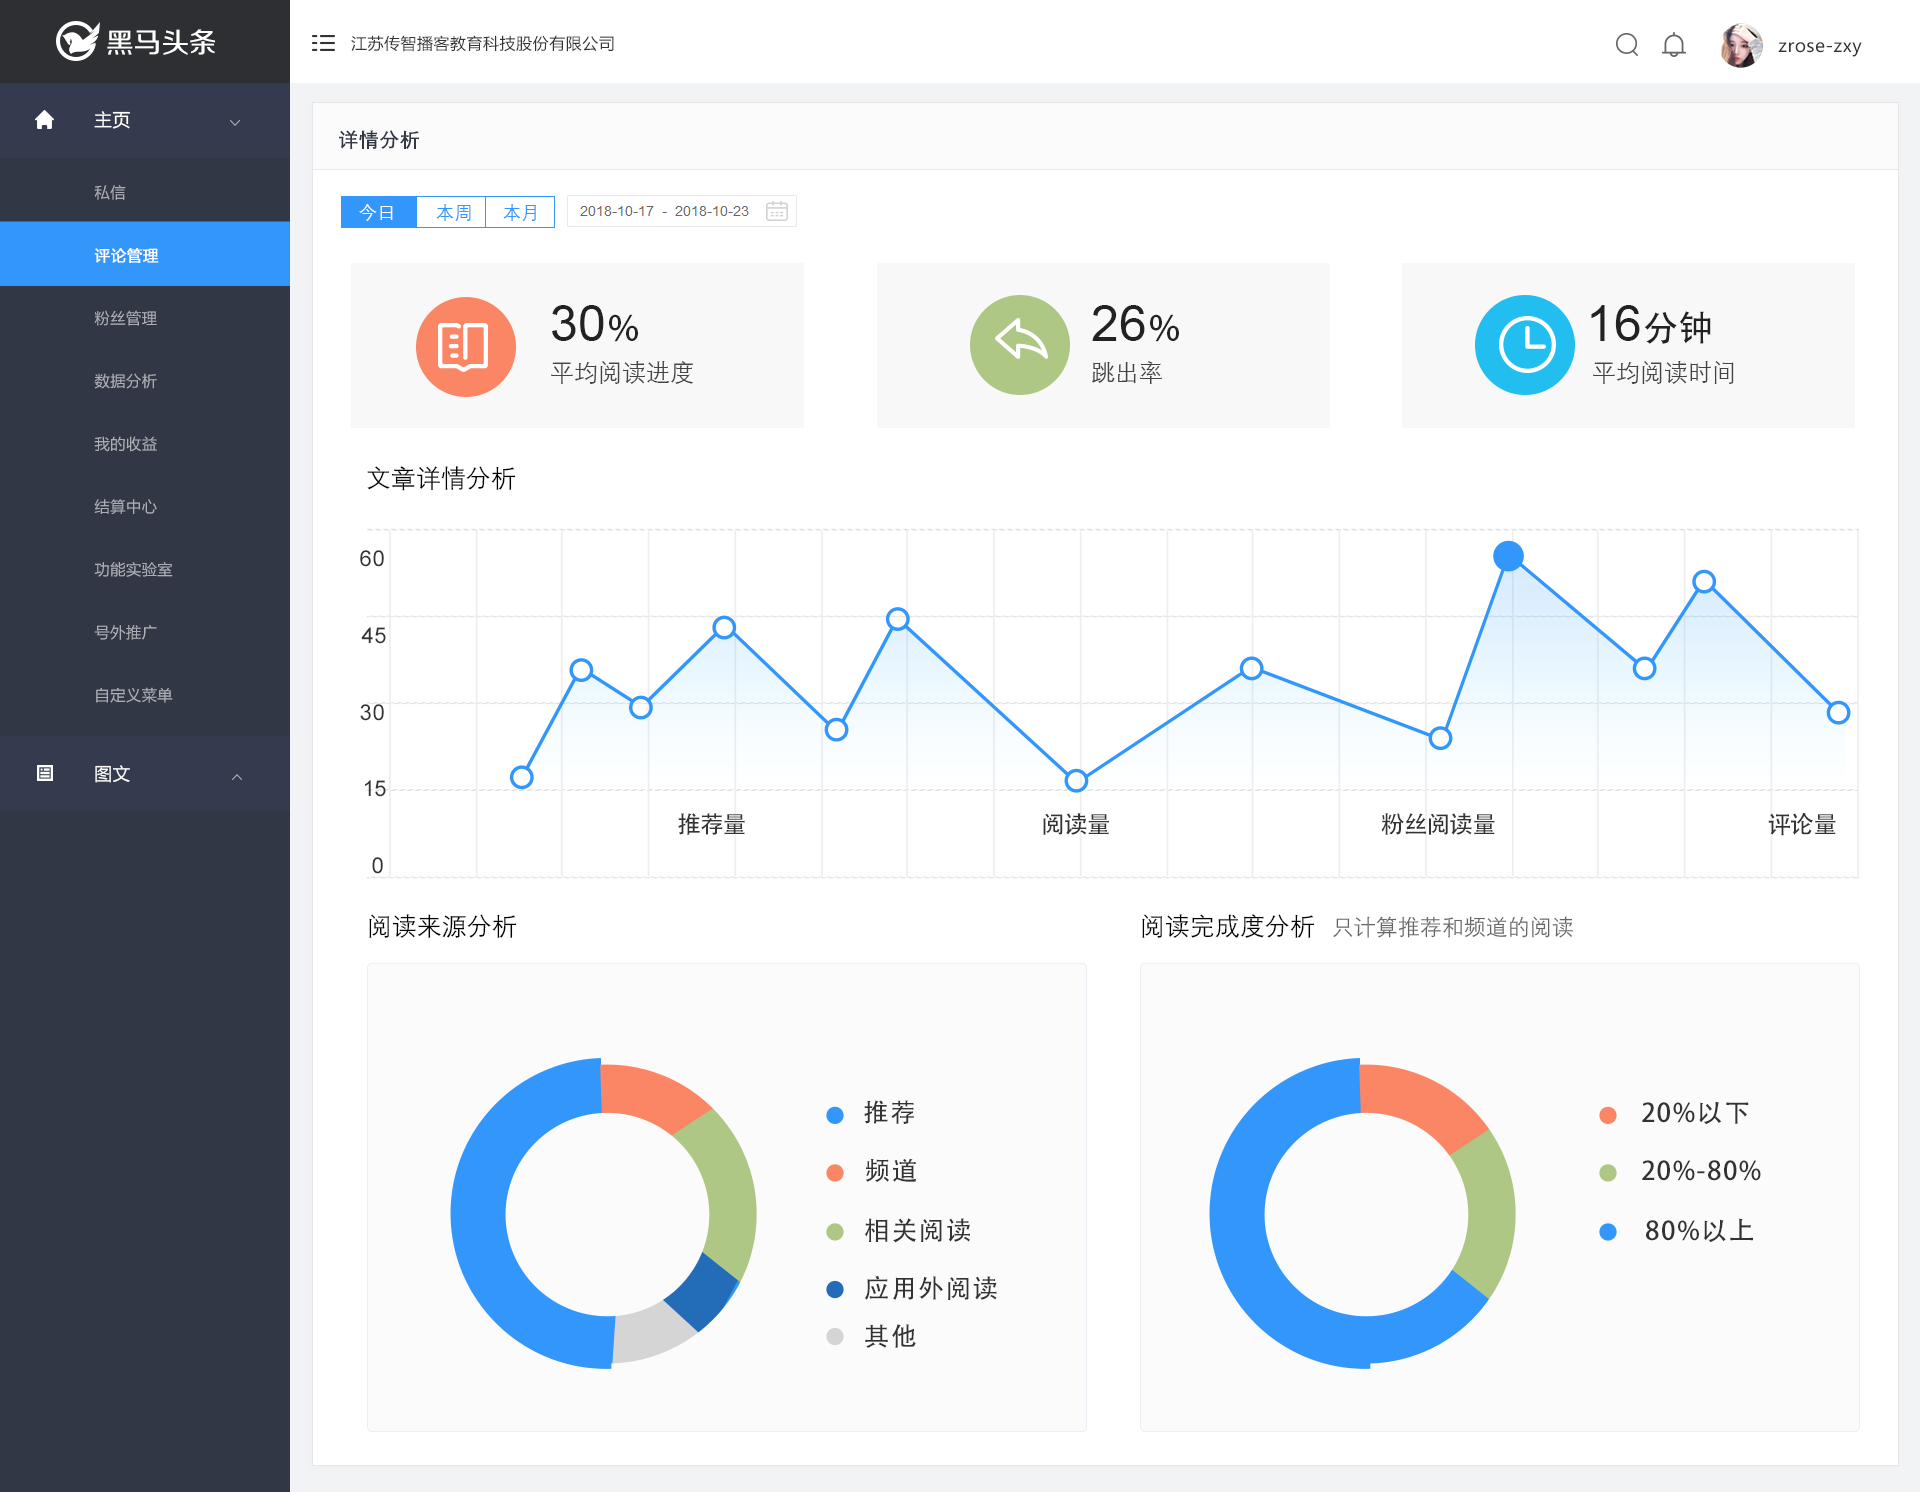 黑马头条
江苏传智播客教育科技股份有限公司
zrose-zxy
主页
私信
评论管理
粉丝管理
数据分析
我的收益
结算中心
功能实验室
号外推广
自定义菜单
图文
详情分析
今日 本周 本月 2018-10-17 - 2018-10-23
30%
平均阅读进度
26%
跳出率
16分钟
平均阅读时间
文章详情分析
60
45
30
15
0
推荐量 阅读量 粉丝阅读量 评论量
阅读来源分析
推荐
频道
相关阅读
应用外阅读
其他
阅读完成度分析 只计算推荐和频道的阅读
20%以下
20%-80%
80%以上